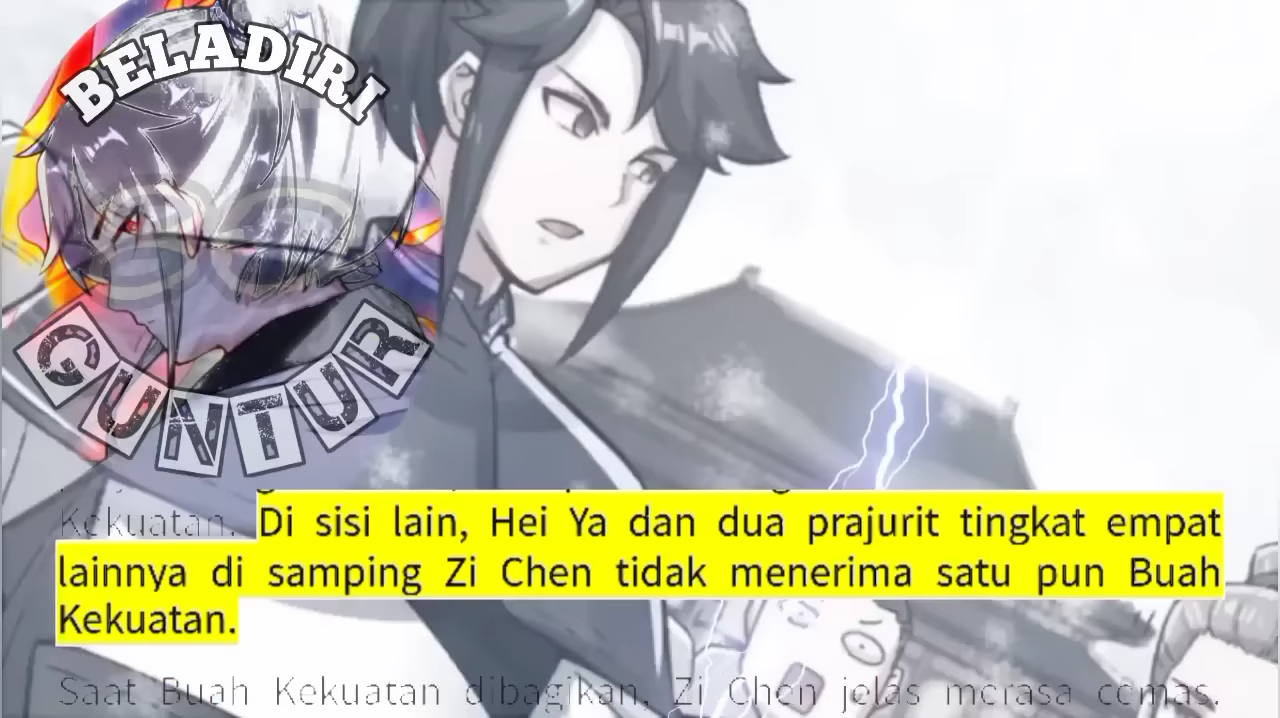 BELADIRI
GUNTUR
Kekuatan. Di sisi lain, Hei Ya dan dua prajurit tingkat empat
lainnya di samping Zi Chen tidak menerima satu pun Buah
Kekuatan.
Saat Buah Kekuatan dibagikan, Zi Chen jelas merasa cemas.